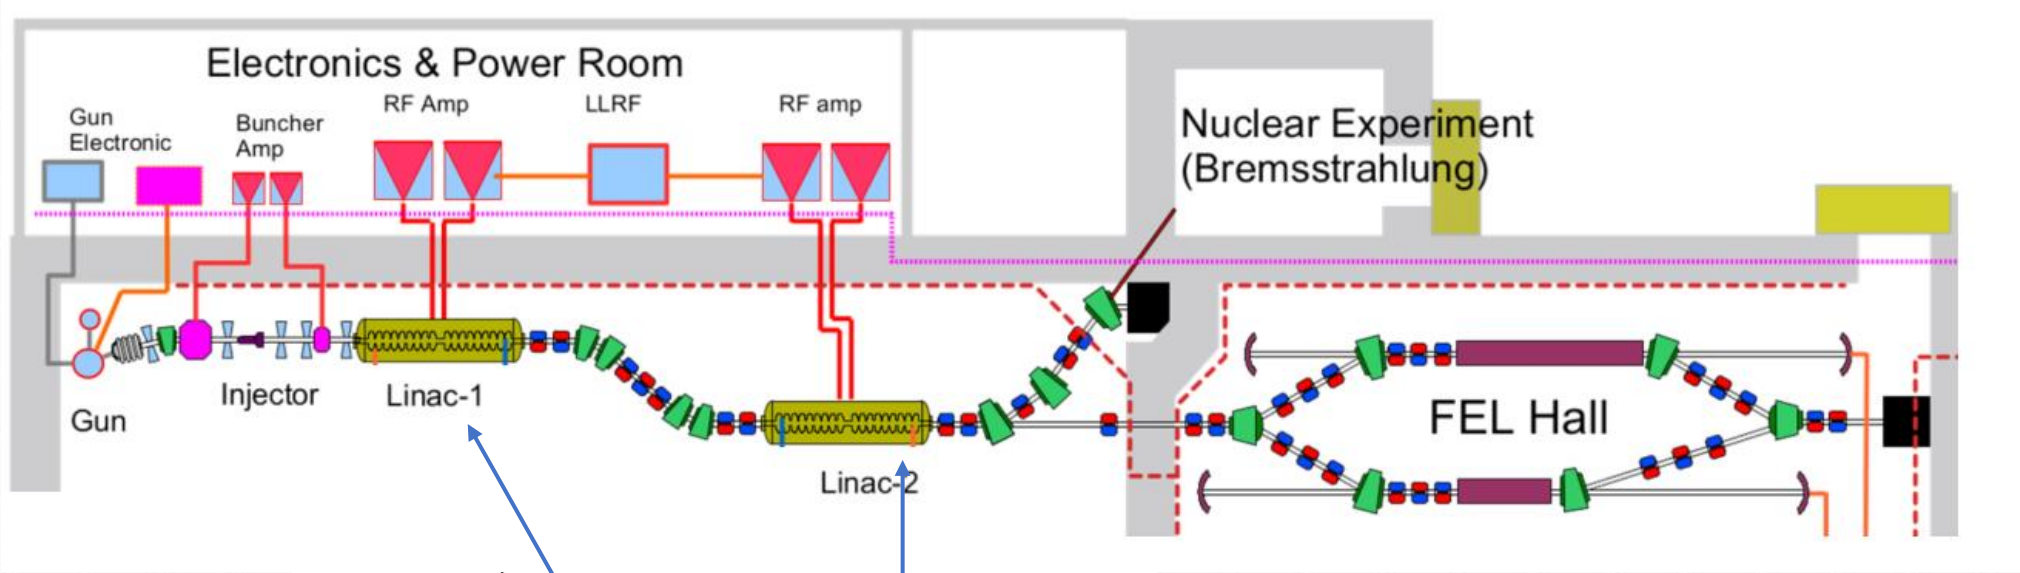 Electronics & Power Room
RF Amp
LLRF
RF amp
Gun
Electronic
Buncher
Amp
Nuclear Experiment
(Bremsstrahlung)
Injector
Linac-1
Gun
FEL Hall
Linac-2